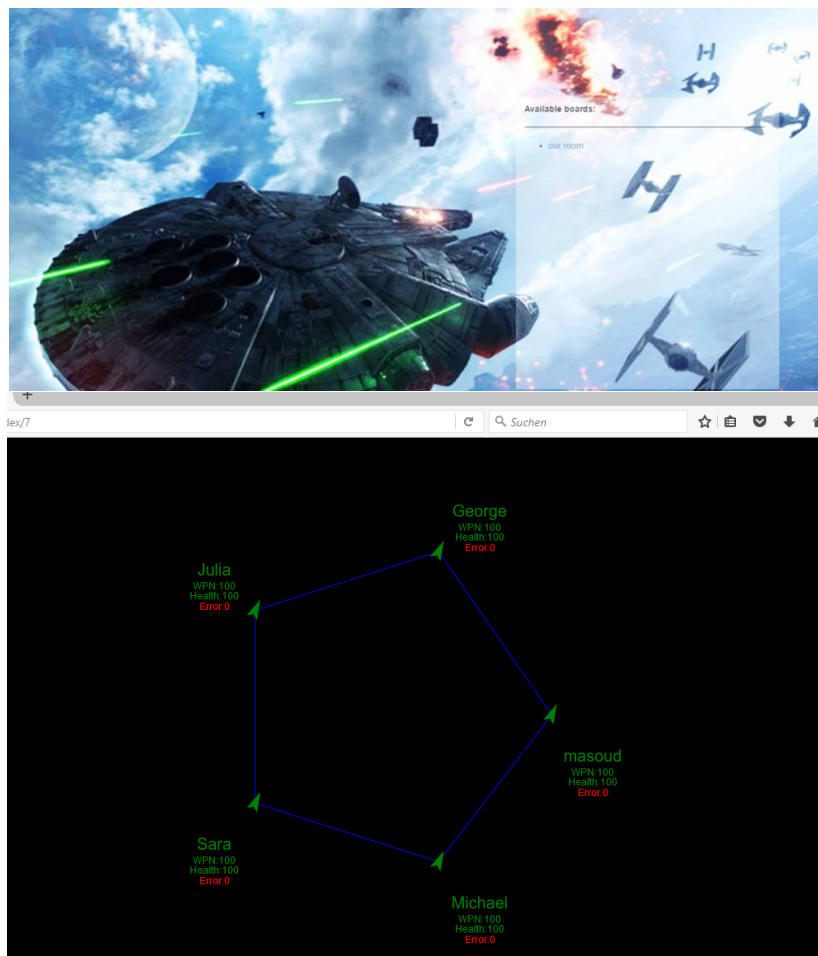 Available boards:
• our room
dex/7
Suchen
George
WPN:100
Health:100
Error:0
Julia
WPN:100
Health:100
Error:0
masoud
WPN:100
Health:100
Error:0
Sara
WPN:100
Health:100
Error:0
Michael
WPN:100
Health:100
Error:0